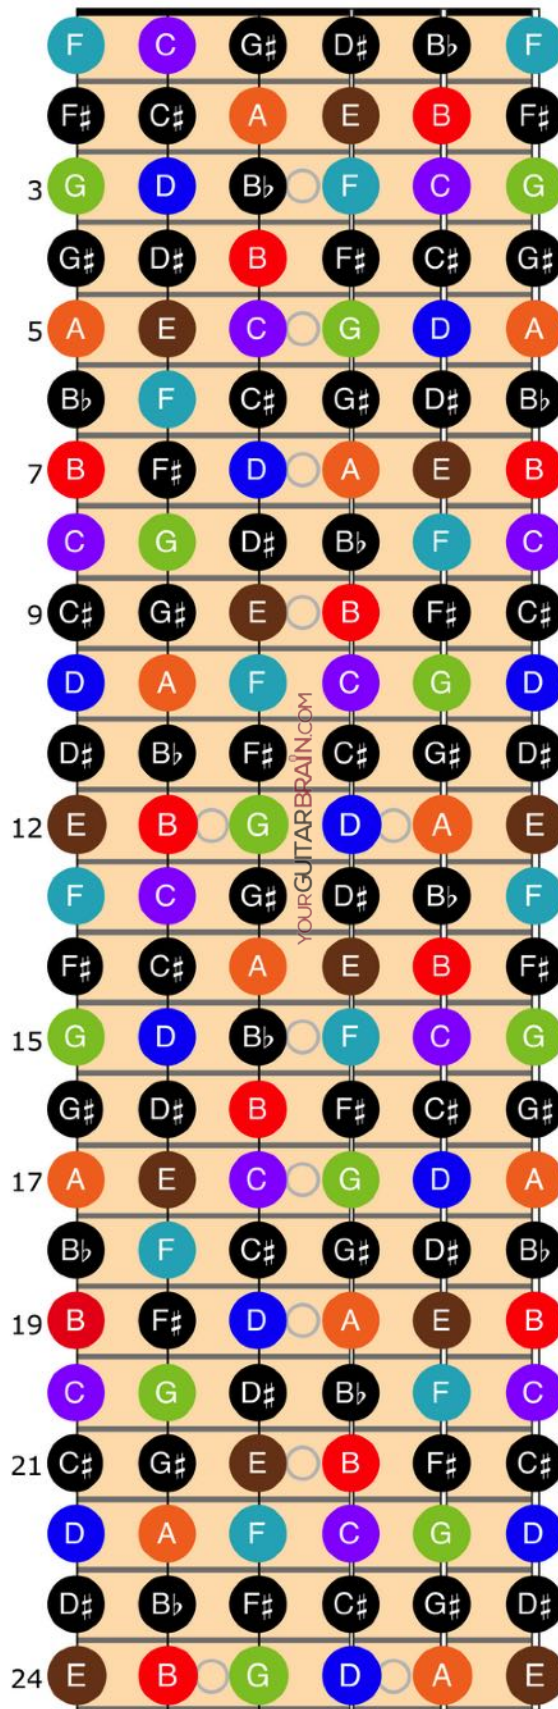 F C G♯ D♯ B♭ F
F♯ C♯ A E B F♯
3 G D B♭ F C G
G♯ D♯ B F♯ C♯ G♯
5 A E C G D A
B♭ F C♯ G♯ D♯ B♭
7 B F♯ D A E B
C G D♯ B♭ F C
9 C♯ G♯ E B F♯ C♯
D A F C G D
D♯ B♭ F♯ C♯ G♯ D♯
12 E B G D A E
YOURGUITARBRAIN.COM
F C G♯ D♯ B♭ F
F♯ C♯ A E B F♯
15 G D B♭ F C G
G♯ D♯ B F♯ C♯ G♯
17 A E C G D A
B♭ F C♯ G♯ D♯ B♭
19 B F♯ D A E B
C G D♯ B♭ F C
21 C♯ G♯ E B F♯ C♯
D A F C G D
D♯ B♭ F♯ C♯ G♯ D♯
24 E B G D A E